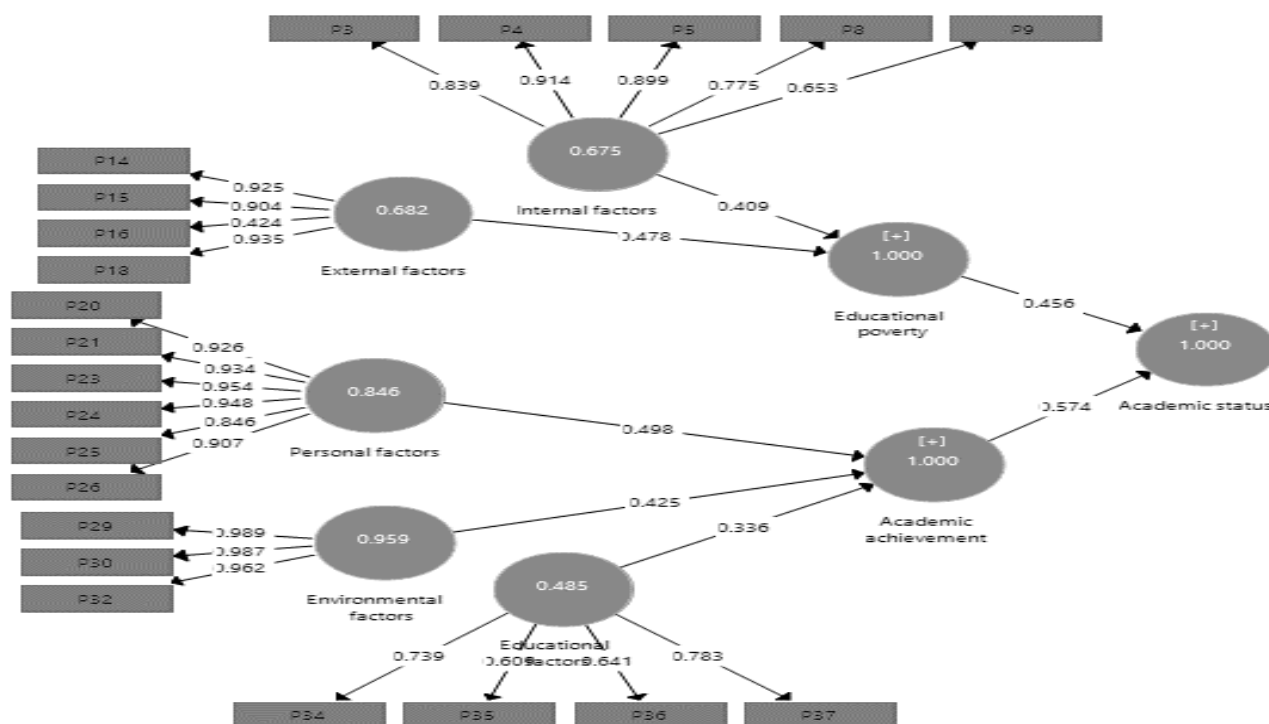 P3
P4
P5
P8
P9
0.839
0.914
0.899
0.775
0.653
0.675
Internal factors
P14
P15
P16
P18
0.925
0.904
0.424
0.935
0.682
External factors
0.409
0.478
[+]
1.000
Educational
poverty
0.456
[+]
1.000
Academic status
P20
P21
P23
P24
P25
P26
0.926
0.934
0.954
0.948
0.846
0.907
0.846
Personal factors
0.498
0.574
[+]
1.000
Academic
achievement
P29
P30
P32
0.989
0.987
0.962
0.959
Environmental
factors
0.425
0.336
0.485
Educational
factors
0.739
0.609
0.641
0.783
P34
P35
P36
P37